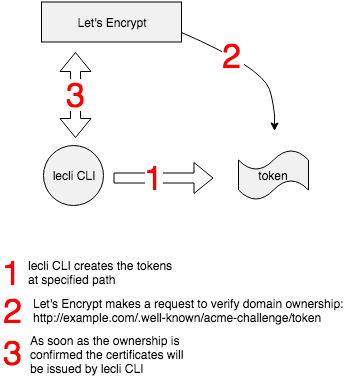 Let's Encrypt
2
3
lecli CLI
1
token
1
lecli CLI creates the tokens
at specified path
2
Let's Encrypt makes a request to verify domain ownership:
http://example.com/.well-known/acme-challenge/token
3
As soon as the ownership is
confirmed the certificates will
be issued by lecli CLI